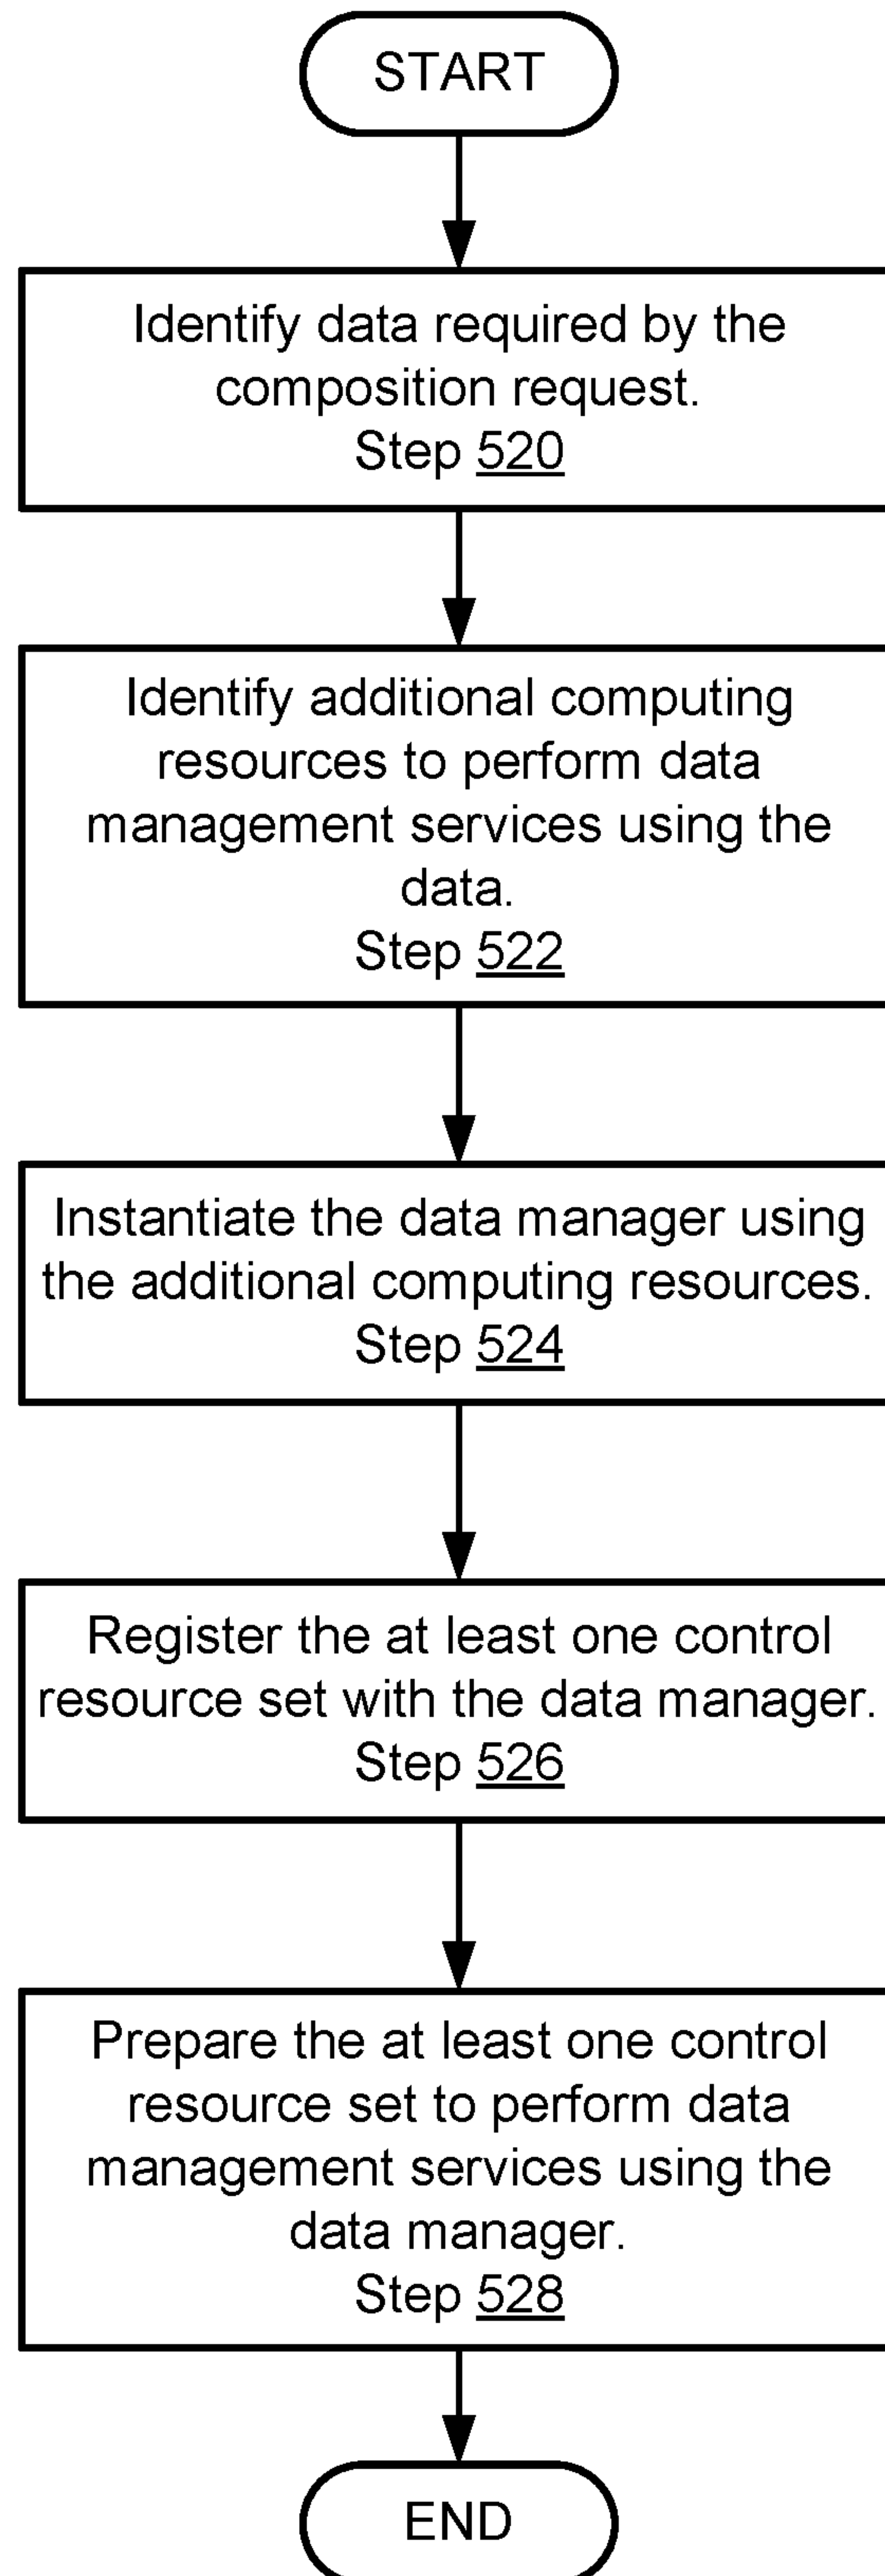 START
Identify data required by the
composition request.
Step 520
Identify additional computing
resources to perform data
management services using the
data.
Step 522
Instantiate the data manager using
the additional computing resources.
Step 524
Register the at least one control
resource set with the data manager.
Step 526
Prepare the at least one control
resource set to perform data
management services using the
data manager.
Step 528
END